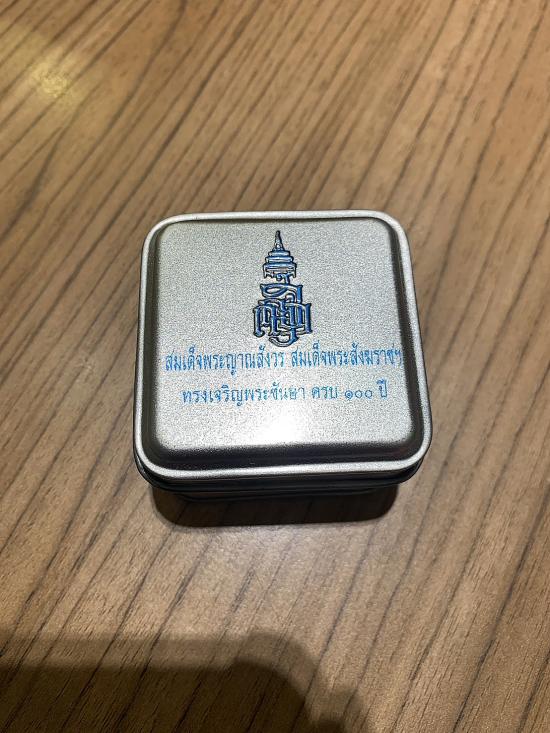 สมเด็จพระญาณสังวร สมเด็จพระสังฆราชฯ
ทรงเจริญพระชันษา ครบ ๑๐๐ ปี